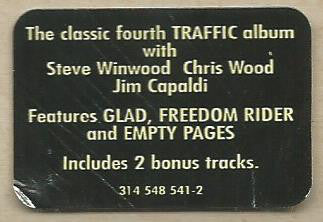 The classic fourth TRAFFIC album
with
Steve Winwood Chris Wood
Jim Capaldi
Features GLAD, FREEDOM RIDER
and EMPTY PAGES
Includes 2 bonus tracks.
314 548 541-2